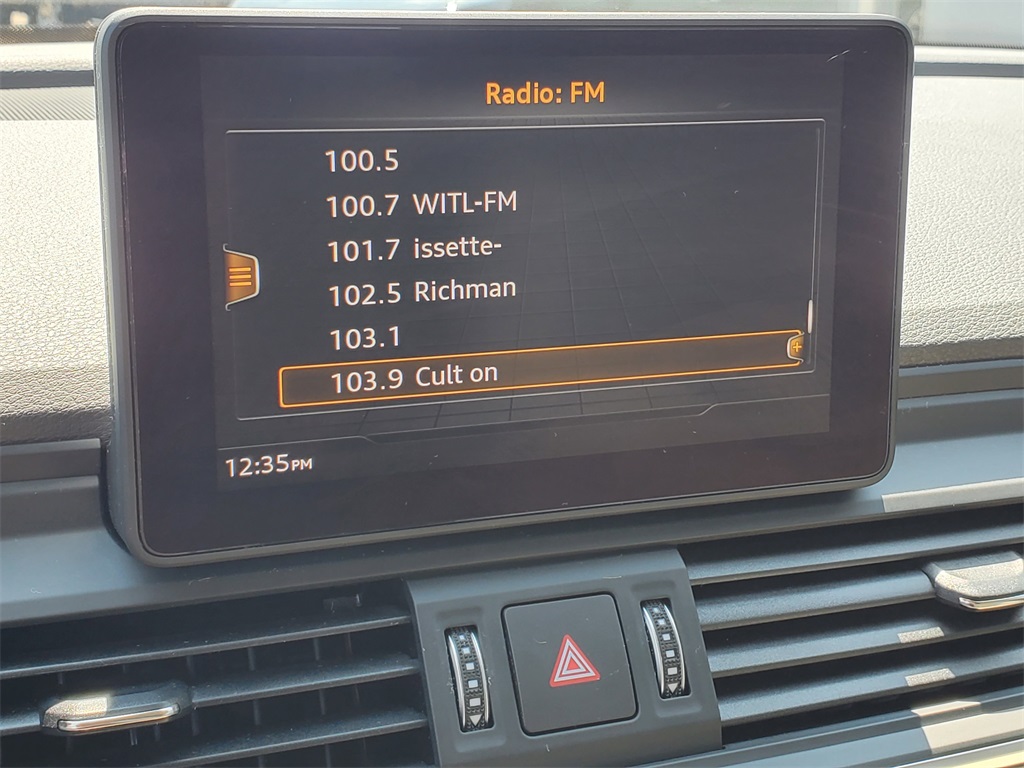 Radio: FM
100.5
100.7 WITL-FM
101.7 issette-
102.5 Richman
103.1
103.9 Cult on
12:35PM